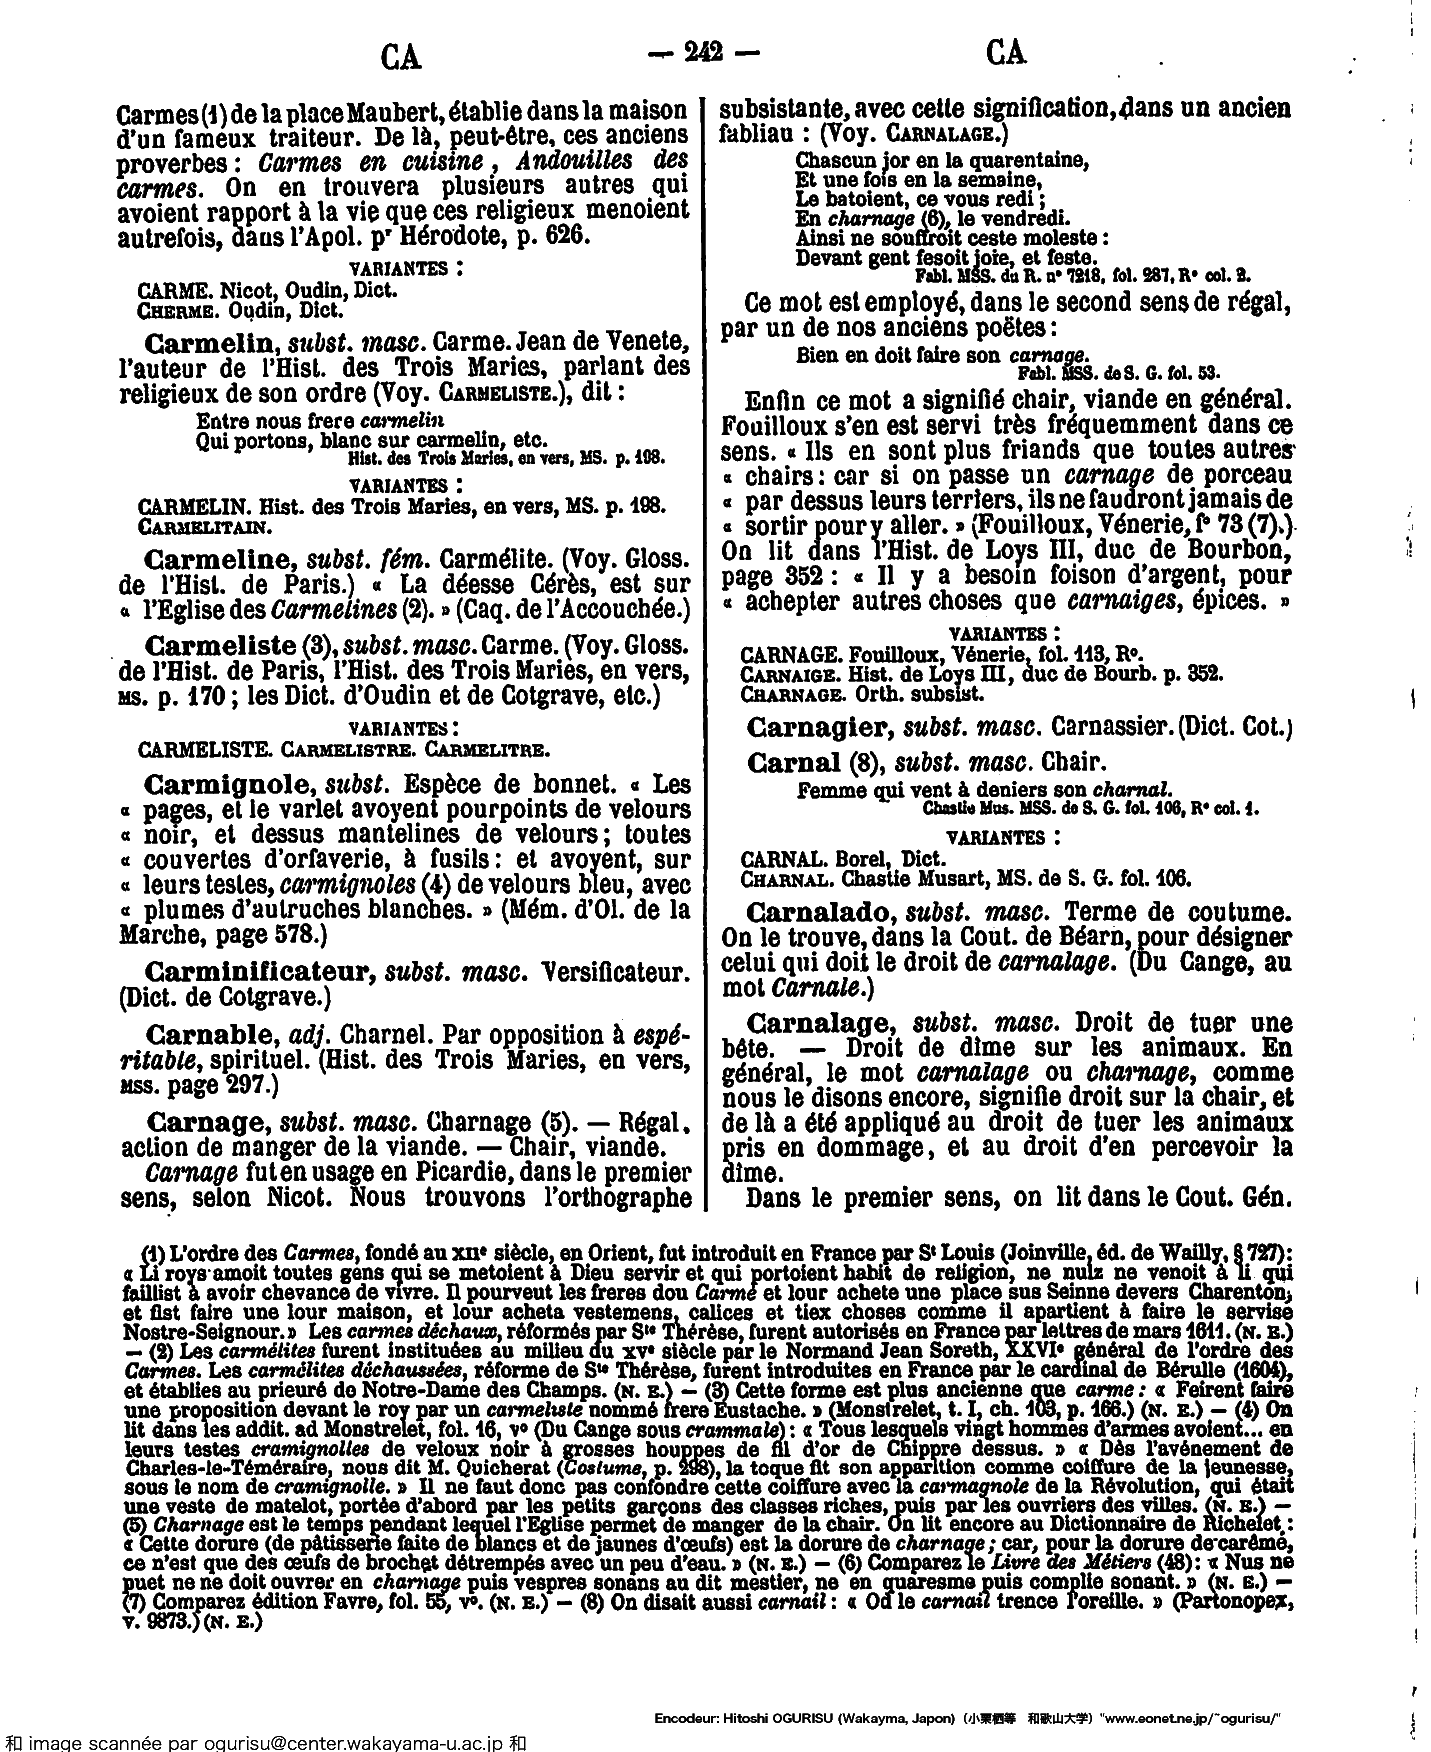 CA — 242 — CA
Carmes (1) de la place Maubert, établie dans la maison
d'un fameux traiteur. De là, peut-être, ces anciens
proverbes : Carmes en cuisine, Andouilles des
carmes. On en trouvera plusieurs autres qui
avoient rapport à la vie que ces religieux menoient
autrefois, dans l'Apol. pr Hérodote, p. 626.
VARIANTES :
CARME. Nicot, Oudin, Dict.
CHERME. Oudin, Dict.
Carmelin, subst. masc. Carme. Jean de Venete,
l'auteur de l'Hist. des Trois Maries, parlant des
religieux de son ordre (Voy. CARMELISTE.), dit :
Entre nous frere carmelin
Qui portons, blanc sur carmelin, etc.
Hist. des Trois Maries, en vers, MS. p. 198.
VARIANTES :
CARMELIN. Hist. des Trois Maries, en vers, MS. p. 198.
CARMELITAIN.
Carmeline, subst. fém. Carmélite. (Voy. Gloss.
de l'Hist. de Paris.) « La déesse Cérès, est sur
« l'Eglise des Carmelines (2). » (Caq. de l'Accouchée.)
Carmeliste (3), subst. masc. Carme. (Voy. Gloss.
de l'Hist. de Paris, l'Hist. des Trois Maries, en vers,
MS. p. 170 ; les Dict. d'Oudin et de Cotgrave, etc.)
VARIANTES :
CARMELISTE. CARMELISTRE. CARMELITRE.
Carmignole, subst. Espèce de bonnet. « Les
« pages, et le varlet avoyent pourpoints de velours
« noir, et dessus mantelines de velours ; toutes
« couvertes d'orfaverie, à fusils : et avoyent, sur
« leurs testes, carmignoles (4) de velours bleu, avec
« plumes d'autruches blanches. » (Mém. d'Ol. de la
Marche, page 578.)
Carminificateur, subst. masc. Versificateur.
(Dict. de Cotgrave.)
Carnable, adj. Charnel. Par opposition à espé-
ritable, spirituel. (Hist. des Trois Maries, en vers,
MSS. page 297.)
Carnage, subst. masc. Charnage (5). — Régal,
action de manger de la viande. — Chair, viande.
Carnage fut en usage en Picardie, dans le premier
sens, selon Nicot. Nous trouvons l'orthographe
subsistante, avec cette signification, dans un ancien
fabliau : (Voy. CARNALAGE.)
Chascun jor en la quarentaine,
Et une fois en la semaine,
Le batoient, ce vous redi ;
En charnage (6), le vendredi.
Ainsi ne souffroit ceste moleste :
Devant gent fesoit joie, et feste.
Fabl. MSS. du R. n° 7218, fol. 287, R° col. 2.
Ce mot est employé, dans le second sens de régal,
par un de nos anciens poëtes :
Bien en doit faire son carnage.
Fabl. MSS. de S. G. fol. 53.
Enfin ce mot a signifié chair, viande en général.
Fouilloux s'en est servi très fréquemment dans ce
sens. « Ils en sont plus friands que toutes autres
« chairs : car si on passe un carnage de porceau
« par dessus leurs terriers, ils ne faudront jamais de
« sortir pour y aller. » (Fouilloux, Vénerie, f° 73 (7).)
On lit dans l'Hist. de Loys III, duc de Bourbon,
page 352 : « Il y a besoin foison d'argent, pour
« achepter autres choses que carnaiges, épices. »
VARIANTES :
CARNAGE. Fouilloux, Vénerie, fol. 113, R°.
CARNAIGE. Hist. de Loys III, duc de Bourb. p. 352.
CHARNAGE. Orth. subsist.
Carnagier, subst. masc. Carnassier. (Dict. Cot.)
Carnal (8), subst. masc. Chair.
Femme qui vent à deniers son charnal.
Chastie Mus. MSS. de S. G. fol. 106, R° col. 1.
VARIANTES :
CARNAL. Borel, Dict.
CHARNAL. Chastie Musart, MS. de S. G. fol. 106.
Carnalado, subst. masc. Terme de coutume.
On le trouve, dans la Cout. de Béarn, pour désigner
celui qui doit le droit de carnalage. (Du Cange, au
mot Carnale.)
Carnalage, subst. masc. Droit de tuer une
bête. — Droit de dîme sur les animaux. En
général, le mot carnalage ou charnage, comme
nous le disons encore, signifie droit sur la chair, et
de là a été appliqué au droit de tuer les animaux
pris en dommage, et au droit d'en percevoir la
dîme.
Dans le premier sens, on lit dans le Cout. Gén.
(1) L'ordre des Carmes, fondé au XIIe siècle, en Orient, fut introduit en France par St Louis (Joinville, éd. de Wailly, § 727) :
« Li roys amoit toutes gens qui se metoient à Dieu servir et qui portoient habit de religion, ne nulz ne venoit à li qui
faillist à avoir chevance de vivre. Il pourveut les freres dou Carme et lour achete une place sus Seinne devers Charenton,
et fist faire une lour maison, et lour acheta vestemens, calices et tiex choses comme il apartient à faire le servise
Nostre-Seignour. » Les carmes déchaux, réformés par Ste Thérèse, furent autorisés en France par lettres de mars 1611. (N. E.)
— (2) Les carmélites furent instituées au milieu du XVe siècle par le Normand Jean Soreth, XXVIe général de l'ordre des
Carmes. Les carmélites déchaussées, réforme de Ste Thérèse, furent introduites en France par le cardinal de Bérulle (1604),
et établies au prieuré de Notre-Dame des Champs. (N. E.) — (3) Cette forme est plus ancienne que carme : « Feirent faire
une proposition devant le roy par un carmeliste nommé frere Eustache. » (Monstrelet, t. I, ch. 103, p. 166.) (N. E.) — (4) On
lit dans les addit. ad Monstrelet, fol. 16, v° (Du Cange sous crammale) : « Tous lesquels vingt hommes d'armes avoient... en
leurs testes cramignolles de veloux noir à grosses houppes de fil d'or de Chippre dessus. » « Dès l'avénement de
Charles-le-Téméraire, nous dit M. Quicherat (Costume, p. 298), la toque fit son apparition comme coiffure de la jeunesse,
sous le nom de cramignolle. » Il ne faut donc pas confondre cette coiffure avec la carmagnole de la Révolution, qui était
une veste de matelot, portée d'abord par les petits garçons des classes riches, puis par les ouvriers des villes. (N. E.) —
(5) Charnage est le temps pendant lequel l'Eglise permet de manger de la chair. On lit encore au Dictionnaire de Richelet :
« Cette dorure (de pâtisserie faite de blancs et de jaunes d'œufs) est la dorure de charnage ; car, pour la dorure de carême,
ce n'est que des œufs de brochet détrempés avec un peu d'eau. » (N. E.) — (6) Comparez le Livre des Métiers (48) : « Nus ne
puet ne ne doit ouvrer en charnage puis vespres sonans au dit mestier, ne en quaresme puis complie sonant. » (N. E.) —
(7) Comparez édition Favre, fol. 55, v°. (N. E.) — (8) On disait aussi carnail : « Od le carnail trence l'oreille. » (Partonopex,
v. 9873.) (N. E.)
Encodeur: Hitoshi OGURISU (Wakayma, Japon) (小栗栖等 和歌山大学) "www.eonet.ne.jp/~ogurisu/"
和 image scannée par ogurisu@center.wakayama-u.ac.jp 和